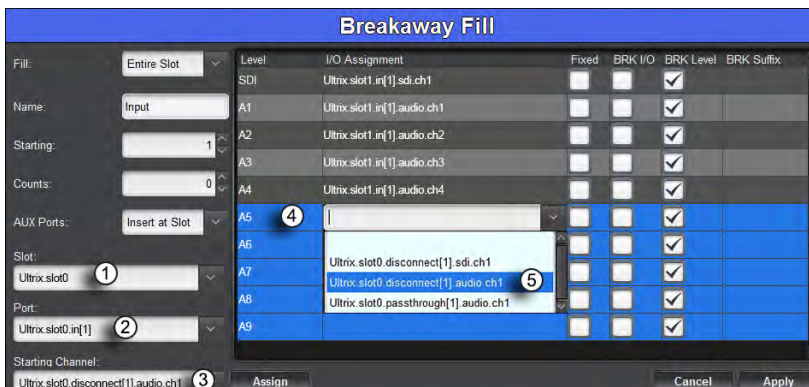 Breakaway Fill
Fill: Entire Slot
Name: Input
Starting: 1
Counts: 0
AUX Ports: Insert at Slot
Slot:
Ultrix.slot0 1
Port:
Ultrix.slot0.in[1] 2
Starting Channel:
Ultrix.slot0.disconnect[1].audio.ch1 3
Level I/O Assignment Fixed BRK I/O BRK Level BRK Suffix
SDI Ultrix.slot1.in[1].sdi.ch1
A1 Ultrix.slot1.in[1].audio.ch1
A2 Ultrix.slot1.in[1].audio.ch2
A3 Ultrix.slot1.in[1].audio.ch3
A4 Ultrix.slot1.in[1].audio.ch4
A5 4
A6
Ultrix.slot0.disconnect[1].sdi.ch1
A7 Ultrix.slot0.disconnect[1].audio.ch1 5
A8 Ultrix.slot0.passthrough[1].audio.ch1
A9
Assign Cancel Apply